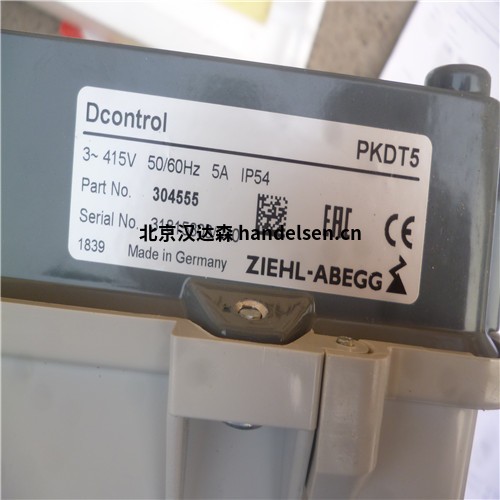 Dcontrol
PKDT5
3~ 415V 50/60Hz 5A IP54
Part No. 304555
Serial No.
北京汉达森 handelsen.cn
EAC CE
1839 Made in Germany
ZIEHL-ABEGG